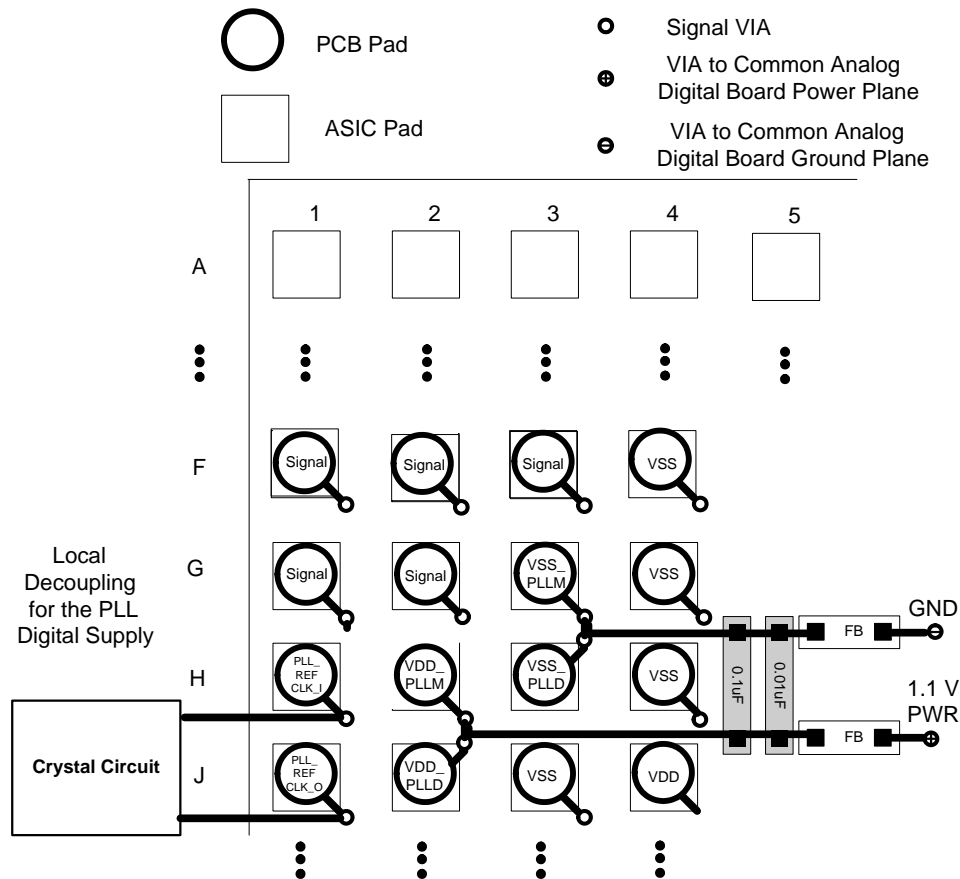 PCB Pad
Signal VIA
VIA to Common Analog
Digital Board Power Plane
ASIC Pad
VIA to Common Analog
Digital Board Ground Plane
1 2 3 4 5
A
F
Signal Signal Signal VSS
Local
Decoupling
for the PLL
Digital Supply
G
Signal Signal VSS_
PLLM VSS
GND
FB
H
PLL_
REF
CLK_I
VDD_
PLLM
VSS_
PLLD
VSS
0.1uF
0.01uF
1.1 V
PWR
FB
Crystal Circuit
J
PLL_
REF
CLK_O
VDD_
PLLD
VSS
VDD